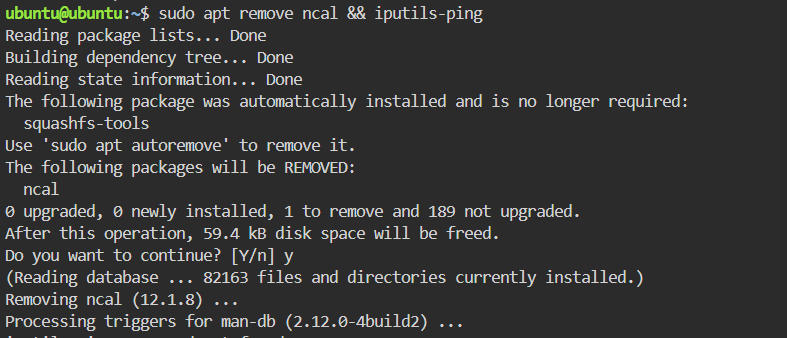 ubuntu@ubuntu:~$ sudo apt remove ncal && iputils-ping
Reading package lists... Done
Building dependency tree... Done
Reading state information... Done
The following package was automatically installed and is no longer required:
  squashfs-tools
Use 'sudo apt autoremove' to remove it.
The following packages will be REMOVED:
  ncal
0 upgraded, 0 newly installed, 1 to remove and 189 not upgraded.
After this operation, 59.4 kB disk space will be freed.
Do you want to continue? [Y/n] y
(Reading database ... 82163 files and directories currently installed.)
Removing ncal (12.1.8) ...
Processing triggers for man-db (2.12.0-4build2) ...